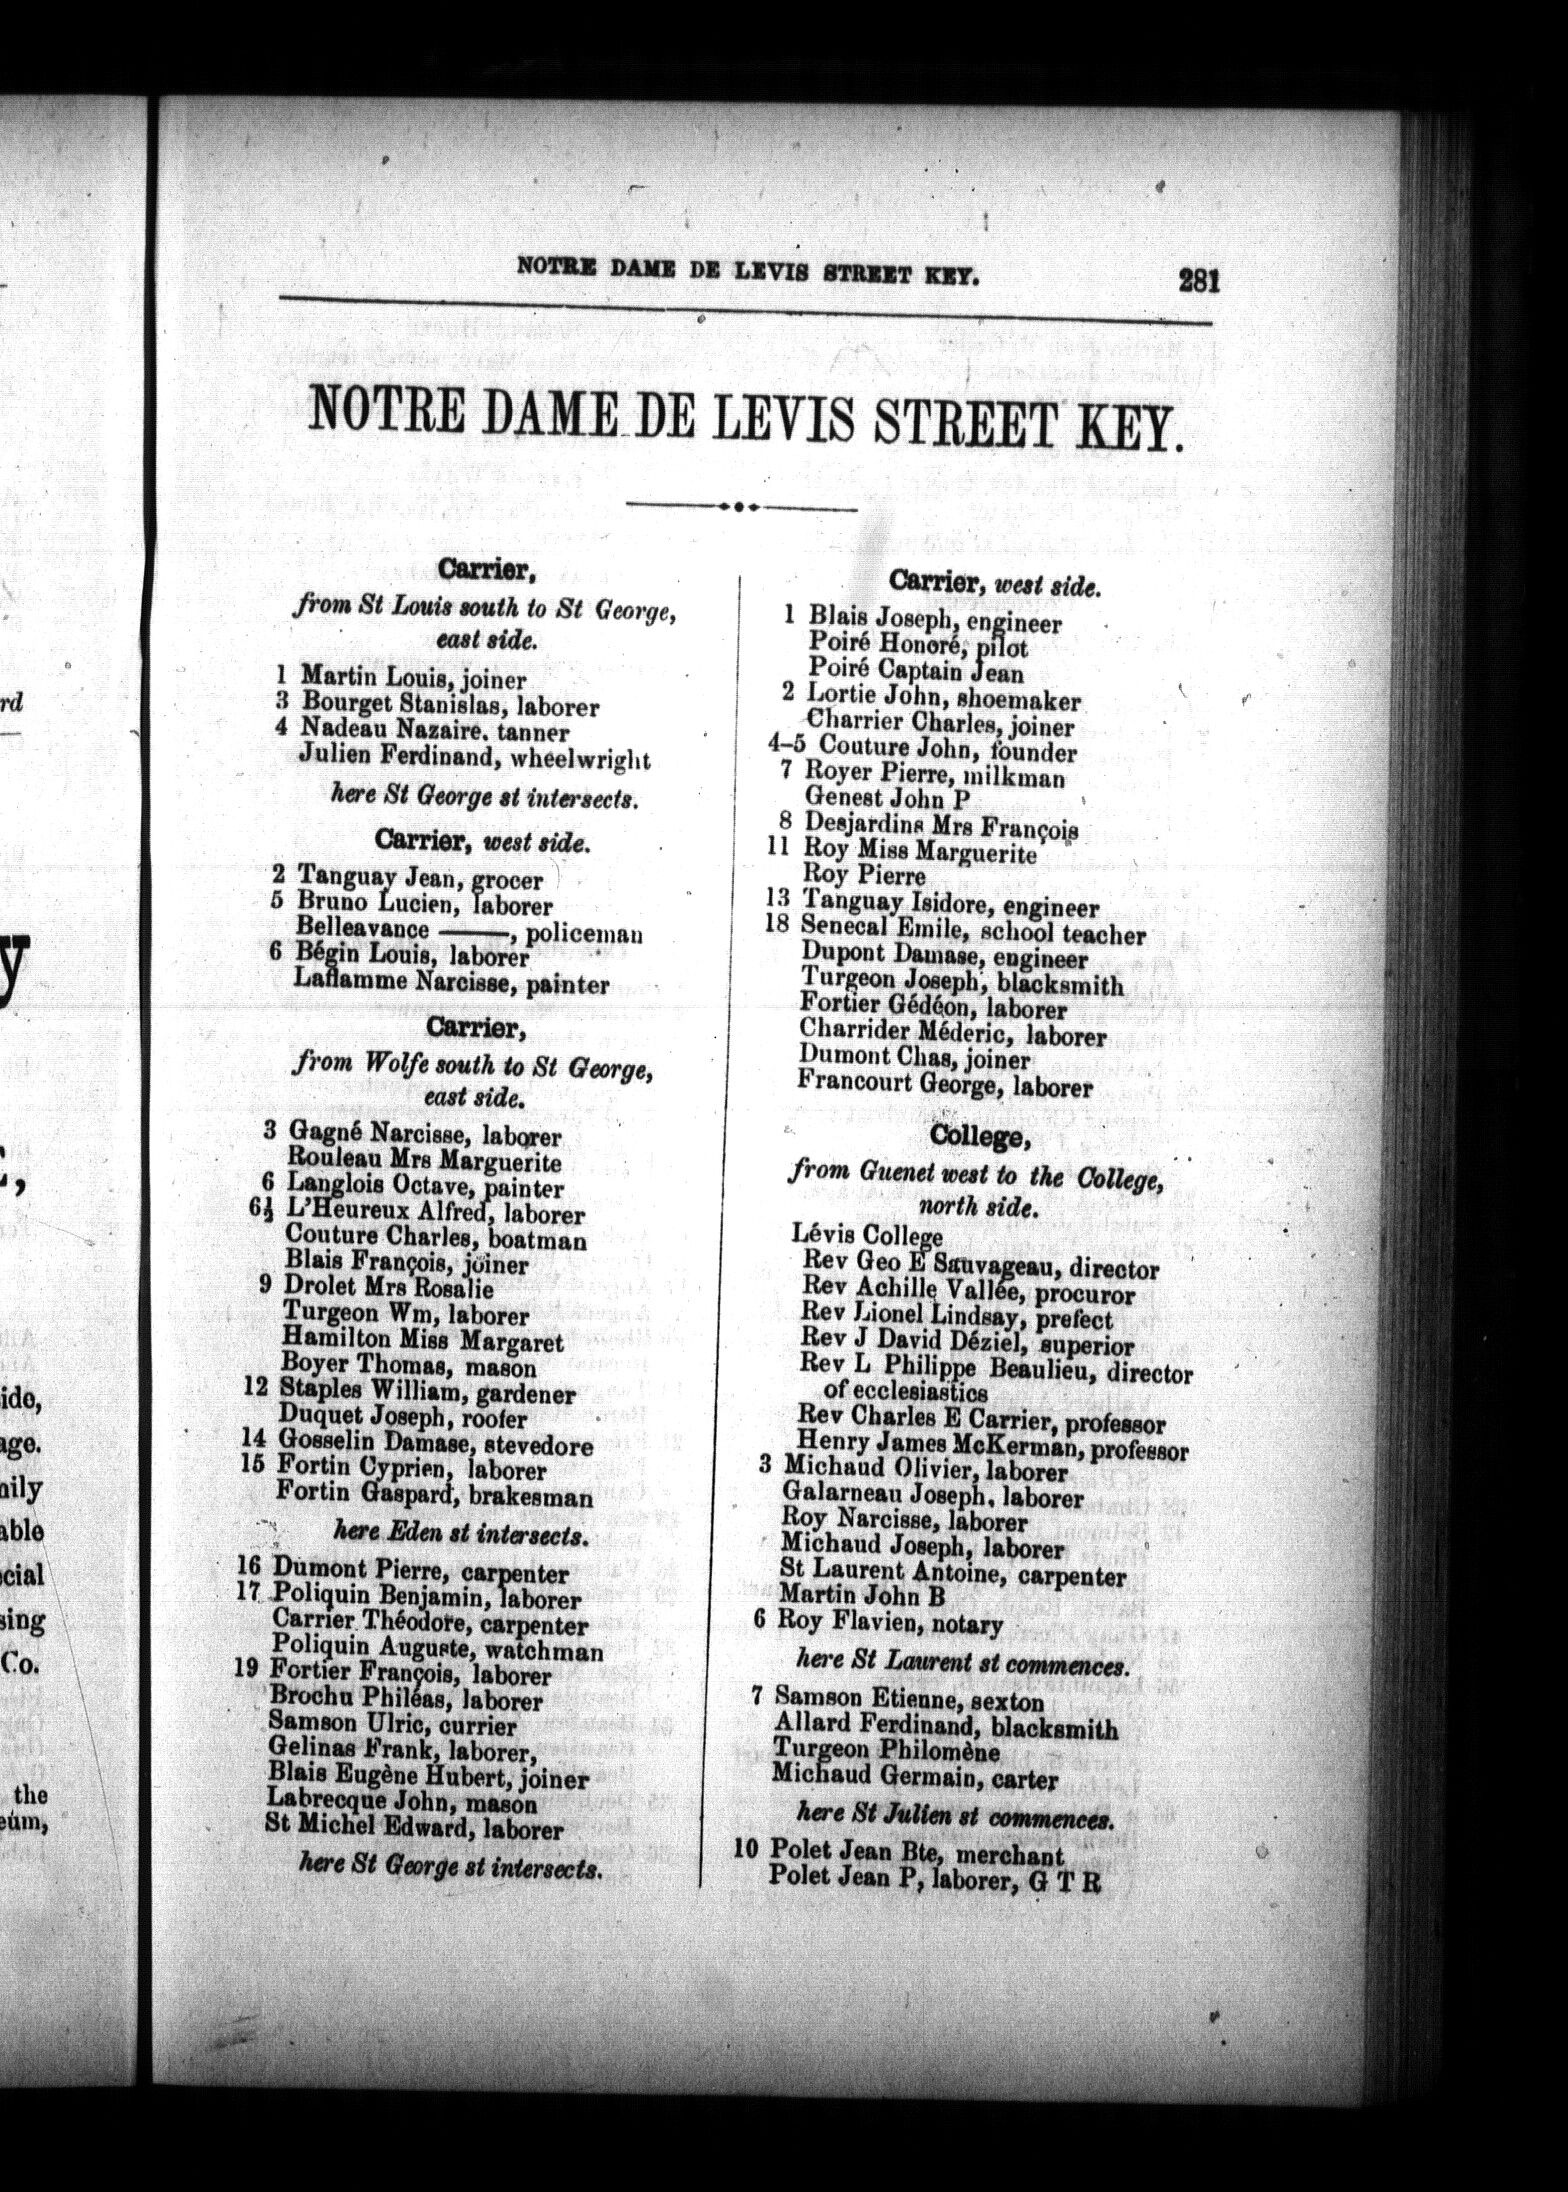 NOTRE DAME DE LEVIS STREET KEY. 281
NOTRE DAME DE LEVIS STREET KEY.
Carrier,
from St Louis south to St George,
east side.
1 Martin Louis, joiner
3 Bourget Stanislas, laborer
4 Nadeau Nazaire. tanner
Julien Ferdinand, wheelwright
here St George st intersects.
Carrier, west side.
2 Tanguay Jean, grocer
5 Bruno Lucien, laborer
Belleavance ———, policeman
6 Bégin Louis, laborer
Laflamme Narcisse, painter
Carrier,
from Wolfe south to St George,
east side.
3 Gagné Narcisse, laborer
Rouleau Mrs Marguerite
6 Langlois Octave, painter
6½ L'Heureux Alfred, laborer
Couture Charles, boatman
Blais François, joiner
9 Drolet Mrs Rosalie
Turgeon Wm, laborer
Hamilton Miss Margaret
Boyer Thomas, mason
12 Staples William, gardener
Duquet Joseph, roofer
14 Gosselin Damase, stevedore
15 Fortin Cyprien, laborer
Fortin Gaspard, brakesman
here Eden st intersects.
16 Dumont Pierre, carpenter
17 Poliquin Benjamin, laborer
Carrier Théodore, carpenter
Poliquin Auguste, watchman
19 Fortier François, laborer
Brochu Philéas, laborer
Samson Ulric, currier
Gelinas Frank, laborer,
Blais Eugène Hubert, joiner
Labrecque John, mason
St Michel Edward, laborer
here St George st intersects.
Carrier, west side.
1 Blais Joseph, engineer
Poiré Honoré, pilot
Poiré Captain Jean
2 Lortie John, shoemaker
Charrier Charles, joiner
4-5 Couture John, founder
7 Royer Pierre, milkman
Genest John P
8 Desjardins Mrs François
11 Roy Miss Marguerite
Roy Pierre
13 Tanguay Isidore, engineer
18 Senecal Emile, school teacher
Dupont Damase, engineer
Turgeon Joseph, blacksmith
Fortier Gédéon, laborer
Charrider Méderic, laborer
Dumont Chas, joiner
Francourt George, laborer
College,
from Guenet west to the College,
north side.
Lévis College
Rev Geo E Sauvageau, director
Rev Achille Vallée, procuror
Rev Lionel Lindsay, prefect
Rev J David Déziel, superior
Rev L Philippe Beaulieu, director
of ecclesiastics
Rev Charles E Carrier, professor
Henry James McKerman, professor
3 Michaud Olivier, laborer
Galarneau Joseph, laborer
Roy Narcisse, laborer
Michaud Joseph, laborer
St Laurent Antoine, carpenter
Martin John B
6 Roy Flavien, notary
here St Laurent st commences.
7 Samson Etienne, sexton
Allard Ferdinand, blacksmith
Turgeon Philomène
Michaud Germain, carter
here St Julien st commences.
10 Polet Jean Bte, merchant
Polet Jean P, laborer, G T R